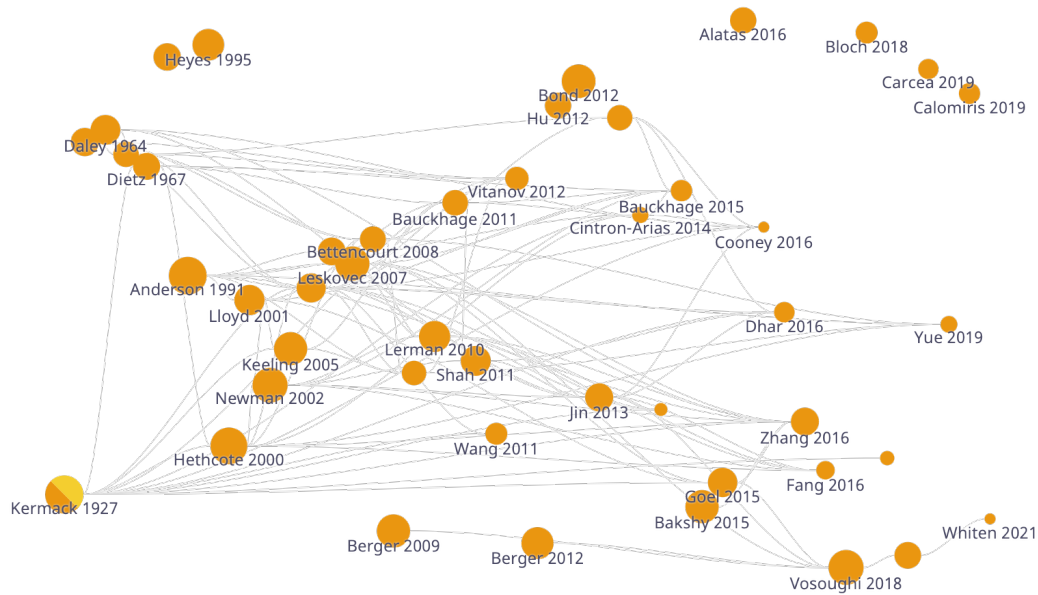 Alatas 2016
Bloch 2018
Heyes 1995
Carcea 2019
Bond 2012
Calomiris 2019
Hu 2012
Daley 1964
Dietz 1967
Vitanov 2012
Bauckhage 2015
Bauckhage 2011
Cintron-Arias 2014
Cooney 2016
Bettencourt 2008
Leskovec 2007
Anderson 1991
Lloyd 2001
Dhar 2016
Yue 2019
Lerman 2010
Keeling 2005
Shah 2011
Newman 2002
Jin 2013
Zhang 2016
Wang 2011
Hethcote 2000
Fang 2016
Goel 2015
Kermack 1927
Bakshy 2015
Whiten 2021
Berger 2009
Berger 2012
Vosoughi 2018